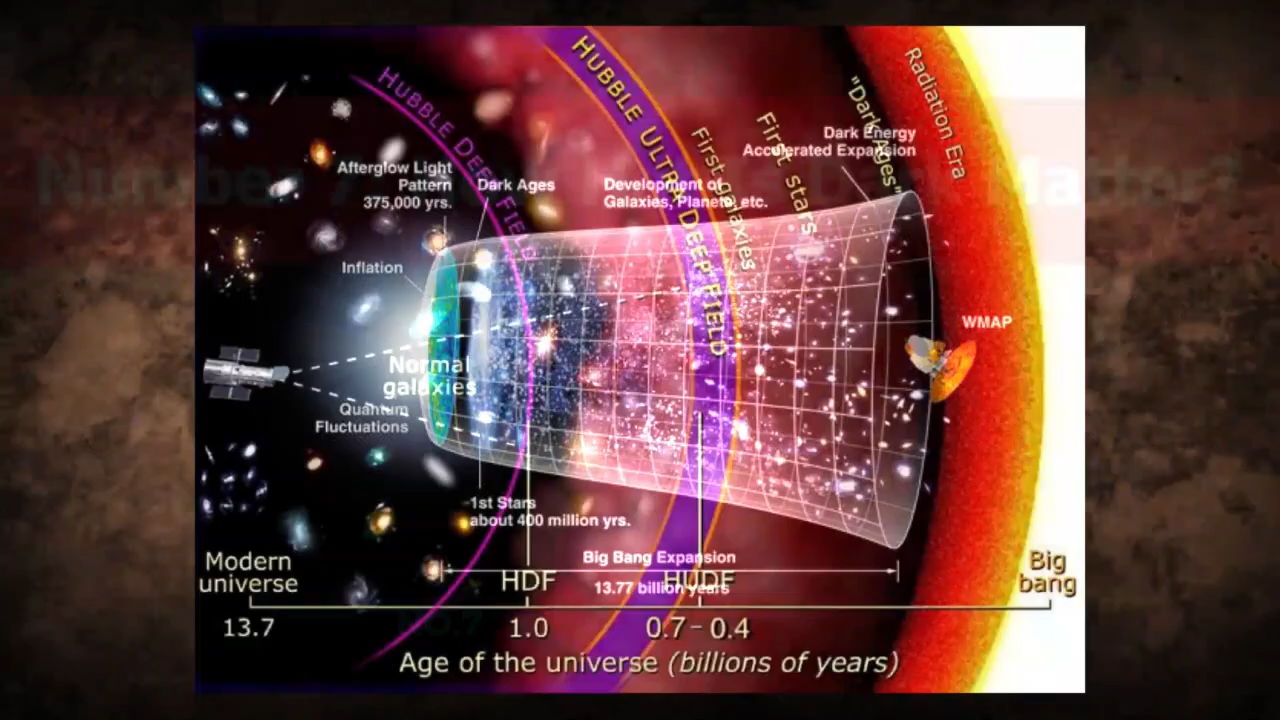 HUBBLE DEEP FIELD
HUBBLE ULTRA DEEP FIELD
First galaxies
First stars
"Dark Ages"
Radiation Era
Dark Energy
Accelerated Expansion
Afterglow Light
Pattern
375,000 yrs.
Dark Ages
Development of
Galaxies, Planets, etc.
Inflation
WMAP
Normal
galaxies
Quantum
Fluctuations
1st Stars
about 400 million yrs.
Big Bang Expansion
13.77 billion years
Modern
universe
HDF
HUDF
Big
bang
13.7
1.0
0.7 - 0.4
Age of the universe (billions of years)